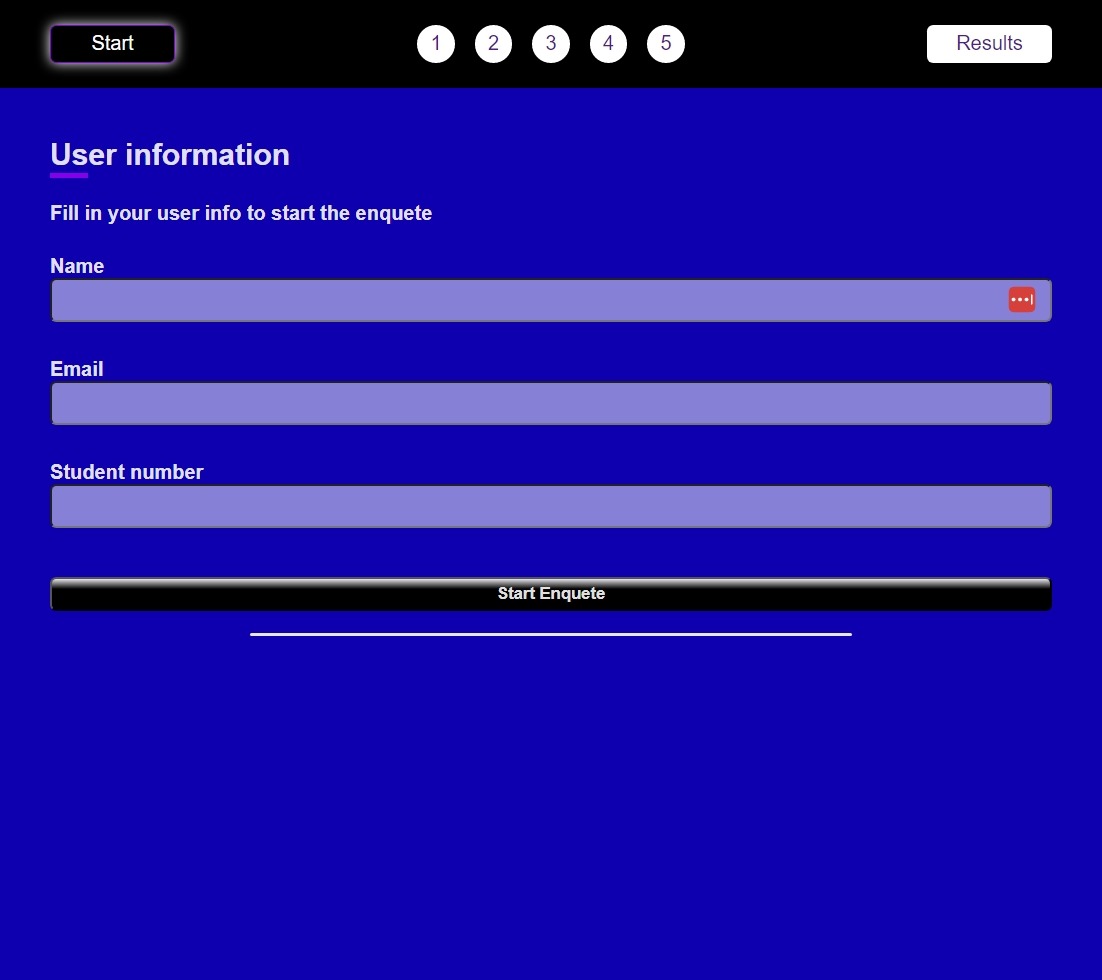 Start
1 2 3 4 5
Results
User information
Fill in your user info to start the enquete
Name
Email
Student number
Start Enquete